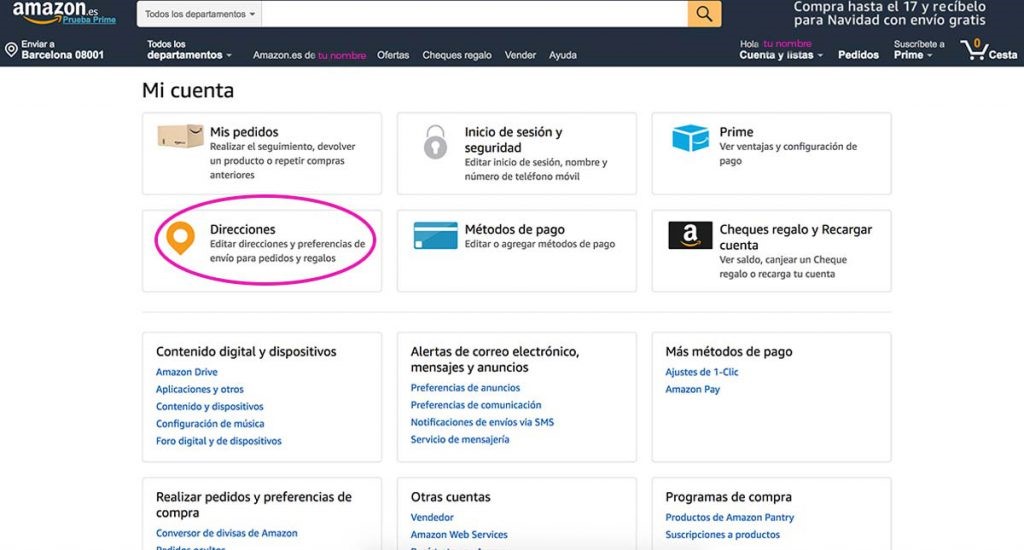 amazon.es
Prueba Prime
Todos los departamentos
Compra hasta el 17 y recíbelo
para Navidad con envío gratis
Enviar a
Barcelona 08001
Todos los
departamentos
Amazon.es de tu nombre
Ofertas
Cheques regalo
Vender
Ayuda
Hola tu nombre
Cuenta y listas
Pedidos
Suscríbete a
Prime
0
Cesta
Mi cuenta
Mis pedidos
Realizar el seguimiento, devolver
un producto o repetir compras
anteriores
Inicio de sesión y
seguridad
Editar inicio de sesión, nombre y
número de teléfono móvil
Prime
Ver ventajas y configuración de
pago
Direcciones
Editar direcciones y preferencias de
envío para pedidos y regalos
Métodos de pago
Editar o agregar métodos de pago
a
Cheques regalo y Recargar
cuenta
Ver saldo, canjear un Cheque
regalo o recarga tu cuenta
Contenido digital y dispositivos
Amazon Drive
Aplicaciones y otros
Contenido y dispositivos
Configuración de música
Foro digital y de dispositivos
Alertas de correo electrónico,
mensajes y anuncios
Preferencias de anuncios
Preferencias de comunicación
Notificaciones de envíos via SMS
Servicio de mensajería
Más métodos de pago
Ajustes de 1-Clic
Amazon Pay
Realizar pedidos y preferencias de
compra
Conversor de divisas de Amazon
Pedidos ocultos
Otras cuentas
Vendedor
Amazon Web Services
Programas de compra
Productos de Amazon Pantry
Suscripciones a productos